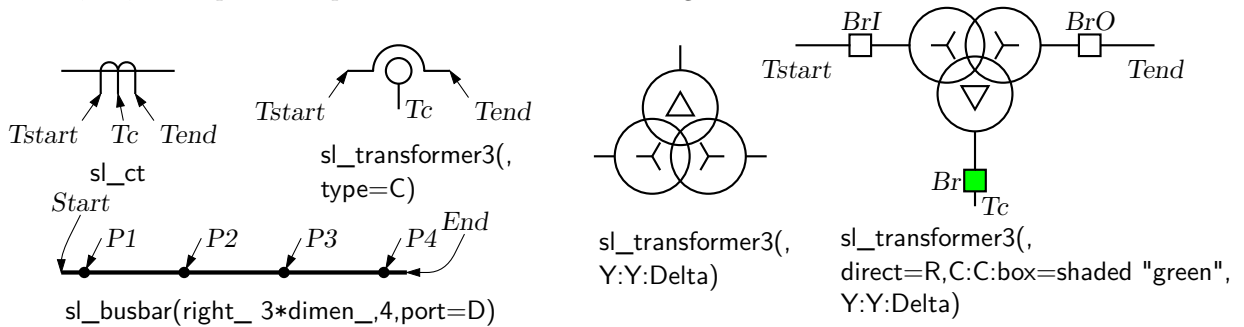 Tstart
Tc
Tend
sl_ct
Tstart
Tc
Tend
sl_transformer3(,
type=C)
sl_transformer3(,
Y:Y:Delta)
BrI
BrO
Tstart
Tend
Br
Tc
sl_transformer3(,
direct=R,C:C:box=shaded "green",
Y:Y:Delta)
Start
P1
P2
P3
P4
End
sl_busbar(right_ 3*dimen_,4,port=D)